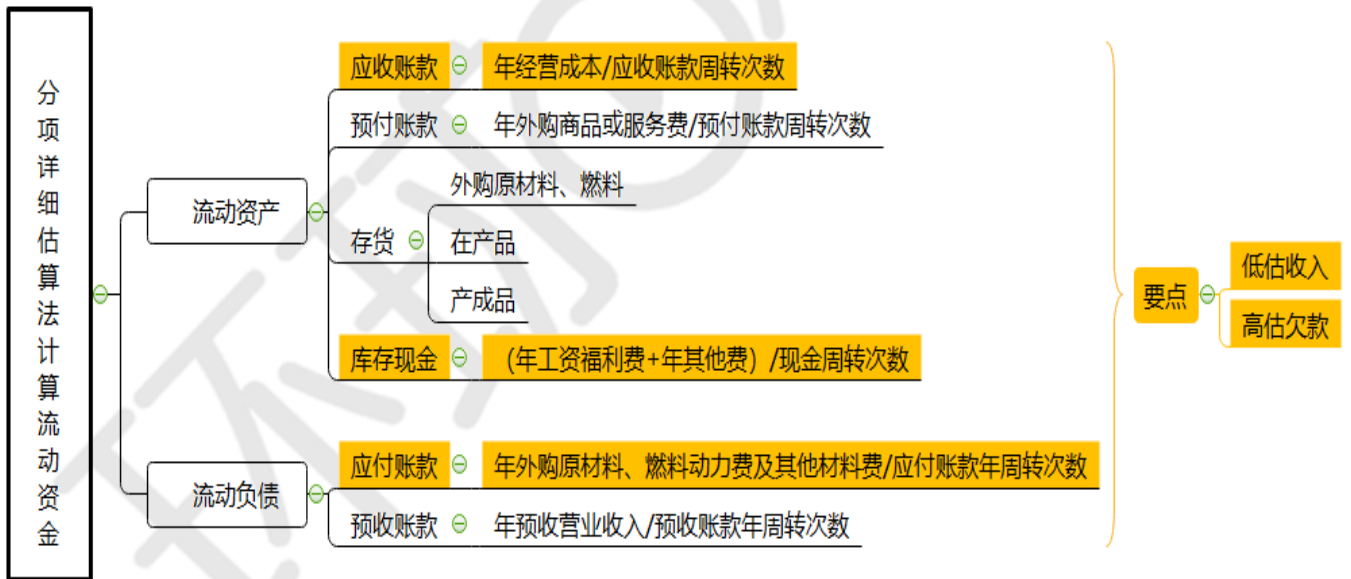 分项详细估算法计算流动资金
流动资产
应收账款
年经营成本/应收账款周转次数
预付账款
年外购商品或服务费/预付账款周转次数
存货
外购原材料、燃料
在产品
产成品
库存现金
（年工资福利费+年其他费）/现金周转次数
流动负债
应付账款
年外购原材料、燃料动力费及其他材料费/应付账款年周转次数
预收账款
年预收营业收入/预收账款年周转次数
要点
低估收入
高估欠款